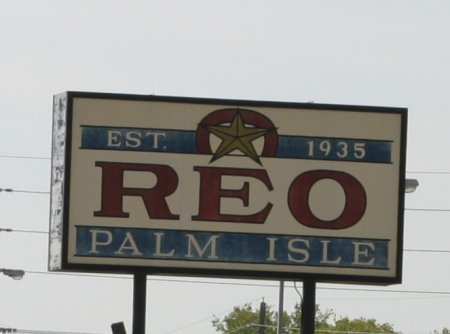 EST. 1935
REO
PALM ISLE